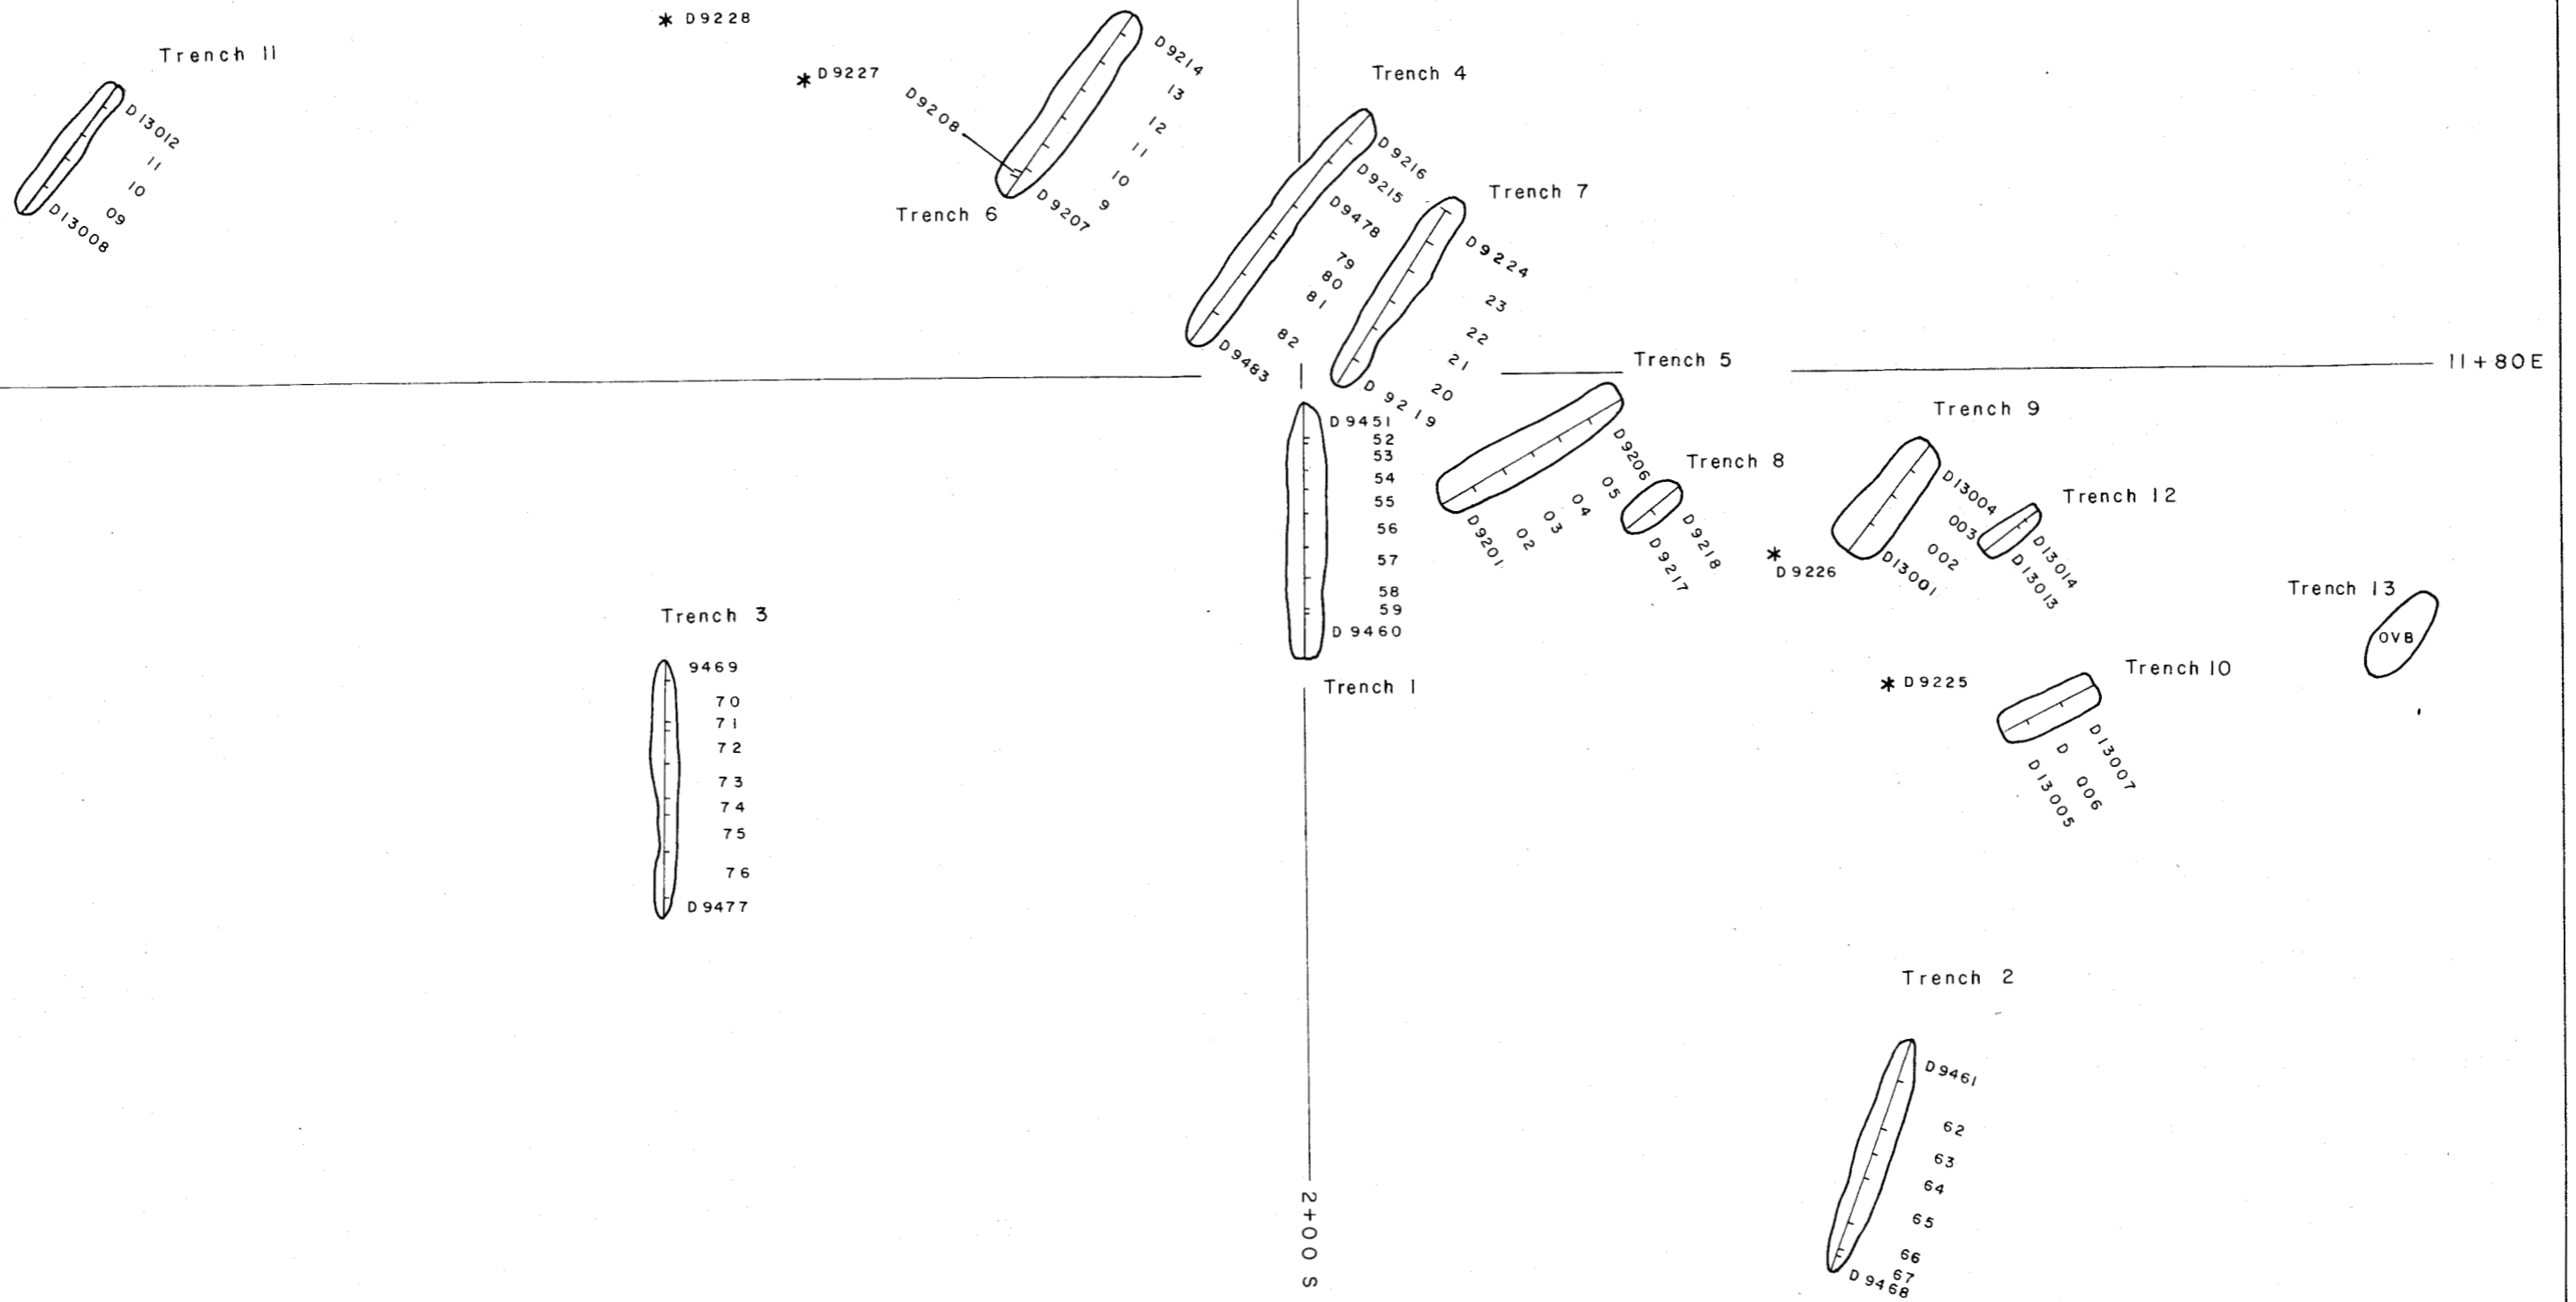 * D9228
Trench 11
* D9227
D9208
D9214
13
12
11
10
9
D9207
Trench 6
D13012
11
10
09
D13008
Trench 4
D9216
D9215
D9478
79
80
81
82
D9483
Trench 7
D9224
23
22
21
20
D9219
11+80E
Trench 5
D9206
05
04
03
02
D9201
Trench 8
D9218
D9217
D9451
52
53
54
55
56
57
58
59
D9460
Trench 1
Trench 9
D13004
003
002
D13001
Trench 12
D13014
D13013
* D9226
Trench 13
OVB
Trench 3
9469
70
71
72
73
74
75
76
D9477
* D9225
Trench 10
D13007
D 006
D13005
Trench 2
D9461
62
63
64
65
66
67
D9468
2+00 S